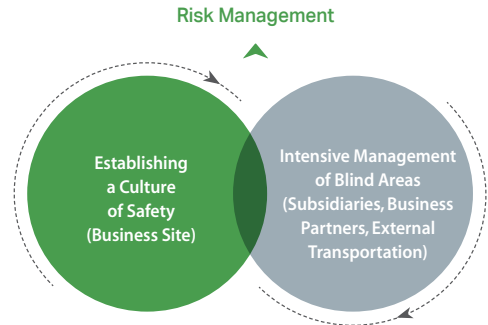 Risk Management
Establishing
a Culture
of Safety
(Business Site)
Intensive Management
of Blind Areas
(Subsidiaries, Business
Partners, External
Transportation)